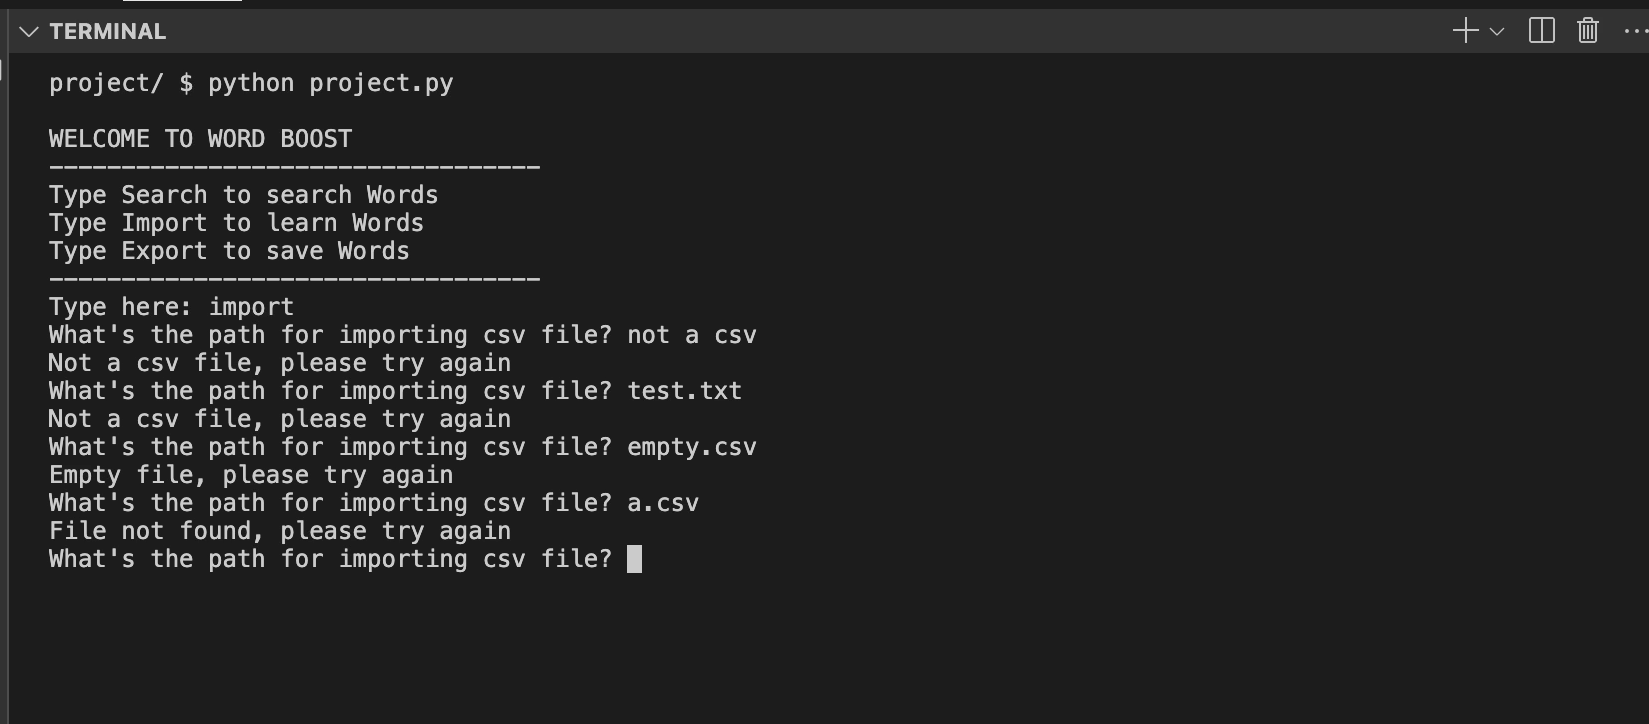 TERMINAL
project/ $ python project.py
WELCOME TO WORD BOOST
----------------------------------
Type Search to search Words
Type Import to learn Words
Type Export to save Words
----------------------------------
Type here: import
What's the path for importing csv file? not a csv
Not a csv file, please try again
What's the path for importing csv file? test.txt
Not a csv file, please try again
What's the path for importing csv file? empty.csv
Empty file, please try again
What's the path for importing csv file? a.csv
File not found, please try again
What's the path for importing csv file?